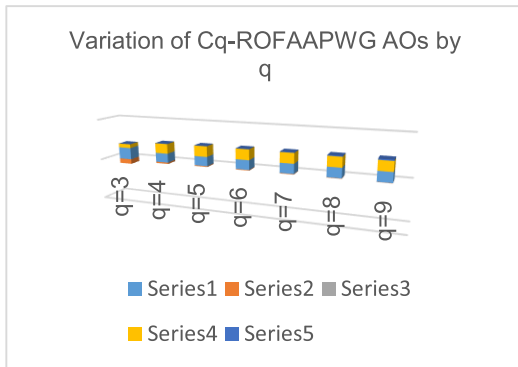 Variation of Cq-ROFAAPWG AOs by
q
q=3
q=4
q=5
q=6
q=7
q=8
q=9
Series1 Series2 Series3
Series4 Series5